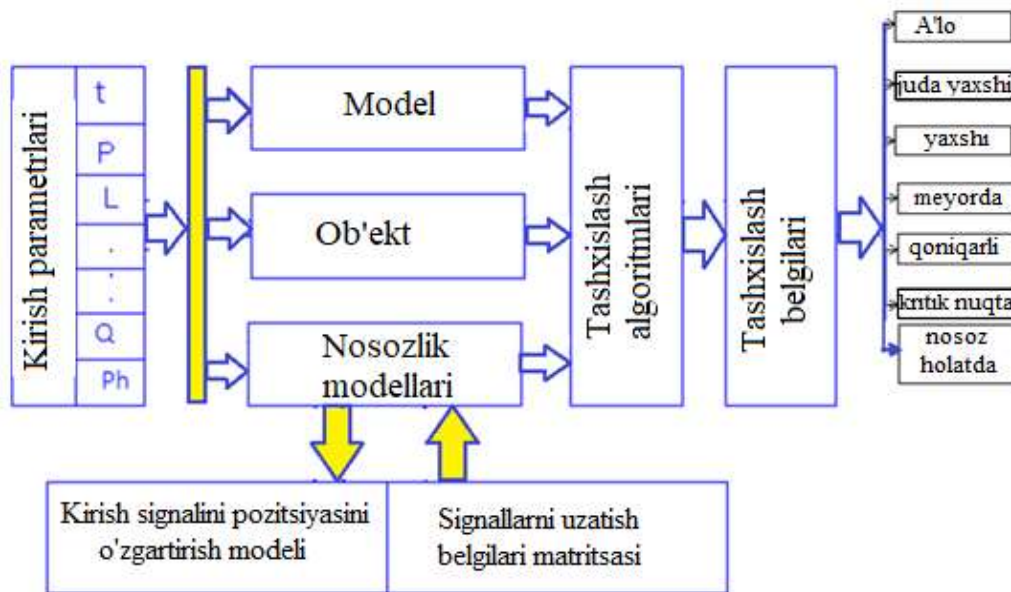 Kirish parametrlari
t
P
L
.
:
Q
Ph
Model
Ob'ekt
Nosozlik
modellari
Tashxislash
algoritmlari
Tashxislash
belgilari
A'lo
juda yaxshi
yaxshi
meyorda
qoniqarli
kritik nuqta
nosoz
holatda
Kirish signalini pozitsiyasini
o'zgartirish modeli
Signallarni uzatish
belgilari matritsasi